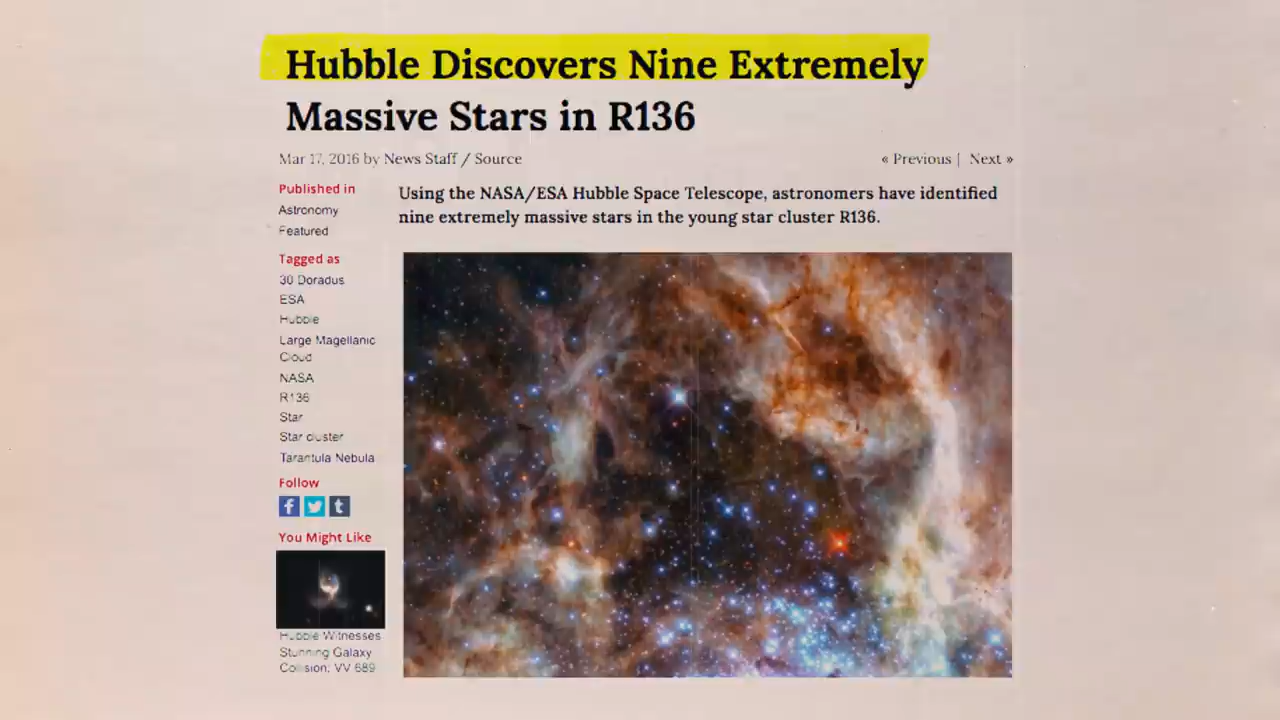 Hubble Discovers Nine Extremely
Massive Stars in R136
Mar 17, 2016 by News Staff / Source
« Previous | Next »
Published in
Astronomy
Featured
Tagged as
30 Doradus
ESA
Hubble
Large Magellanic
Cloud
NASA
R136
Star
Star cluster
Tarantula Nebula
Follow
f
t
You Might Like
Hubble Witnesses
Stunning Galaxy
Collision, VV 689
Using the NASA/ESA Hubble Space Telescope, astronomers have identified
nine extremely massive stars in the young star cluster R136.